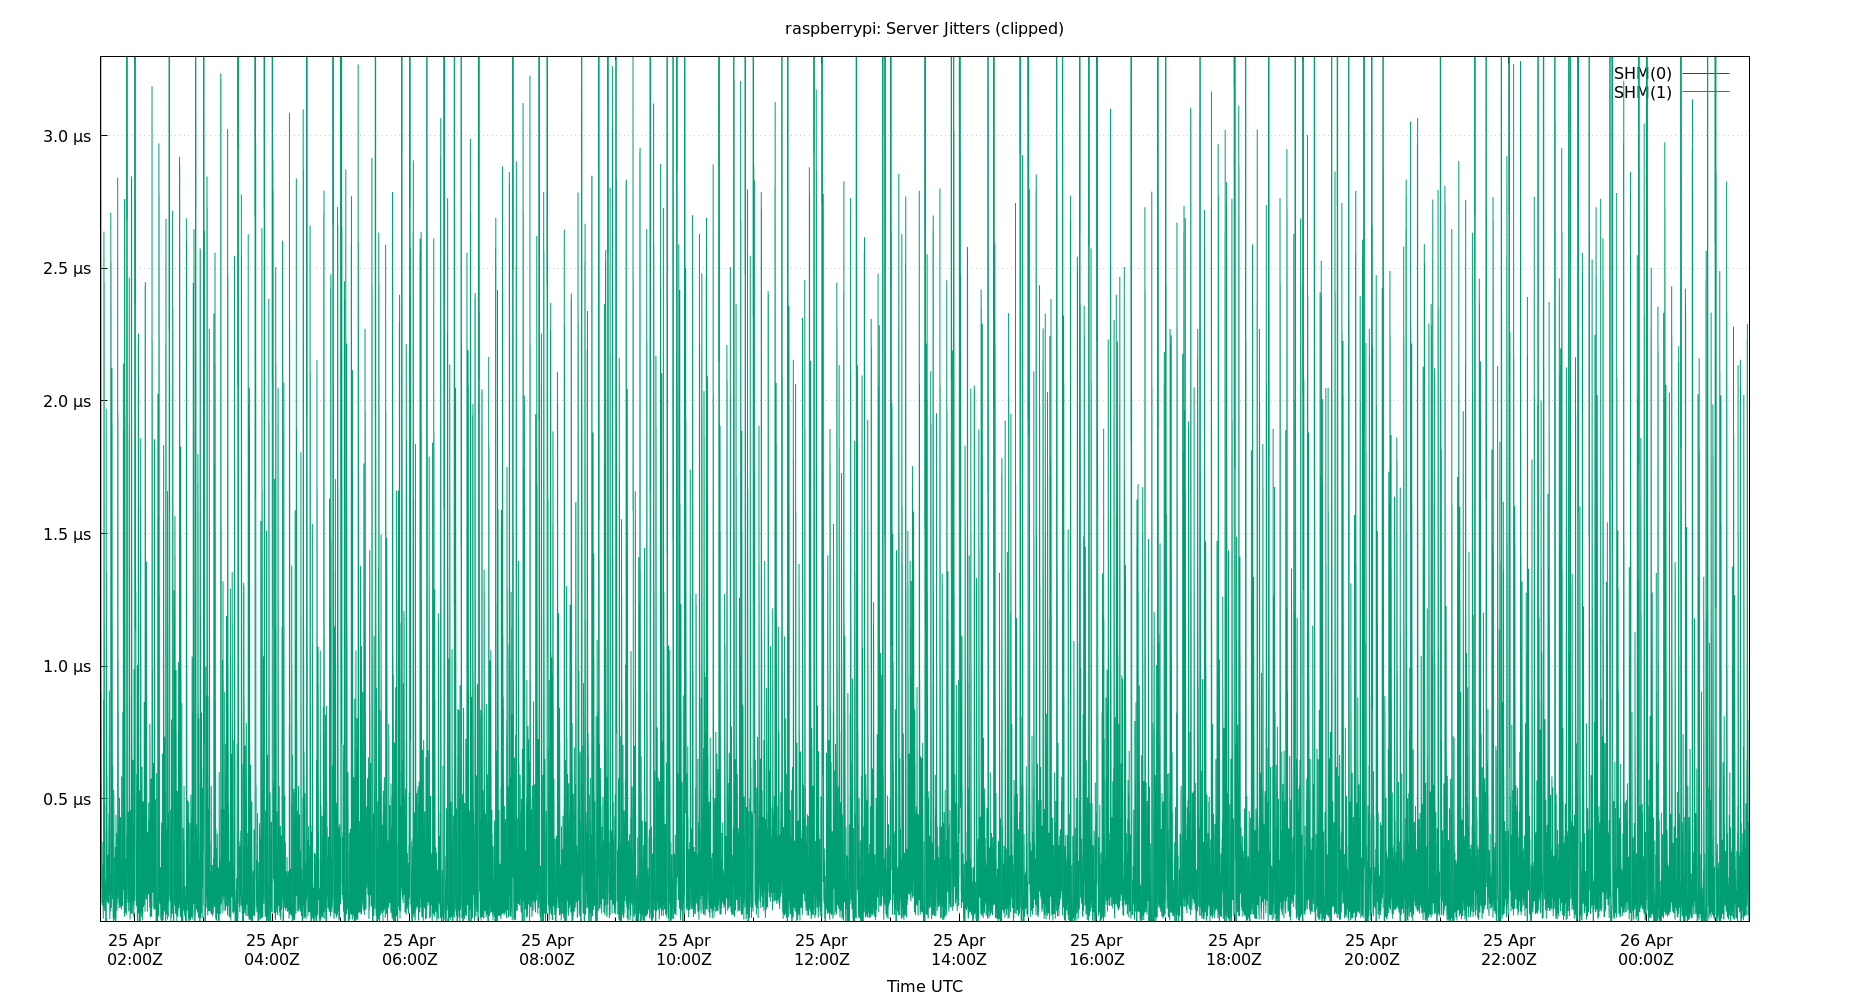 raspberrypi: Server Jitters (clipped)
SHM(0)
SHM(1)
3.0 µs
2.5 µs
2.0 µs
1.5 µs
1.0 µs
0.5 µs
25 Apr 25 Apr 25 Apr 25 Apr 25 Apr 25 Apr 25 Apr 25 Apr 25 Apr 25 Apr 25 Apr 26 Apr
02:00Z 04:00Z 06:00Z 08:00Z 10:00Z 12:00Z 14:00Z 16:00Z 18:00Z 20:00Z 22:00Z 00:00Z
Time UTC